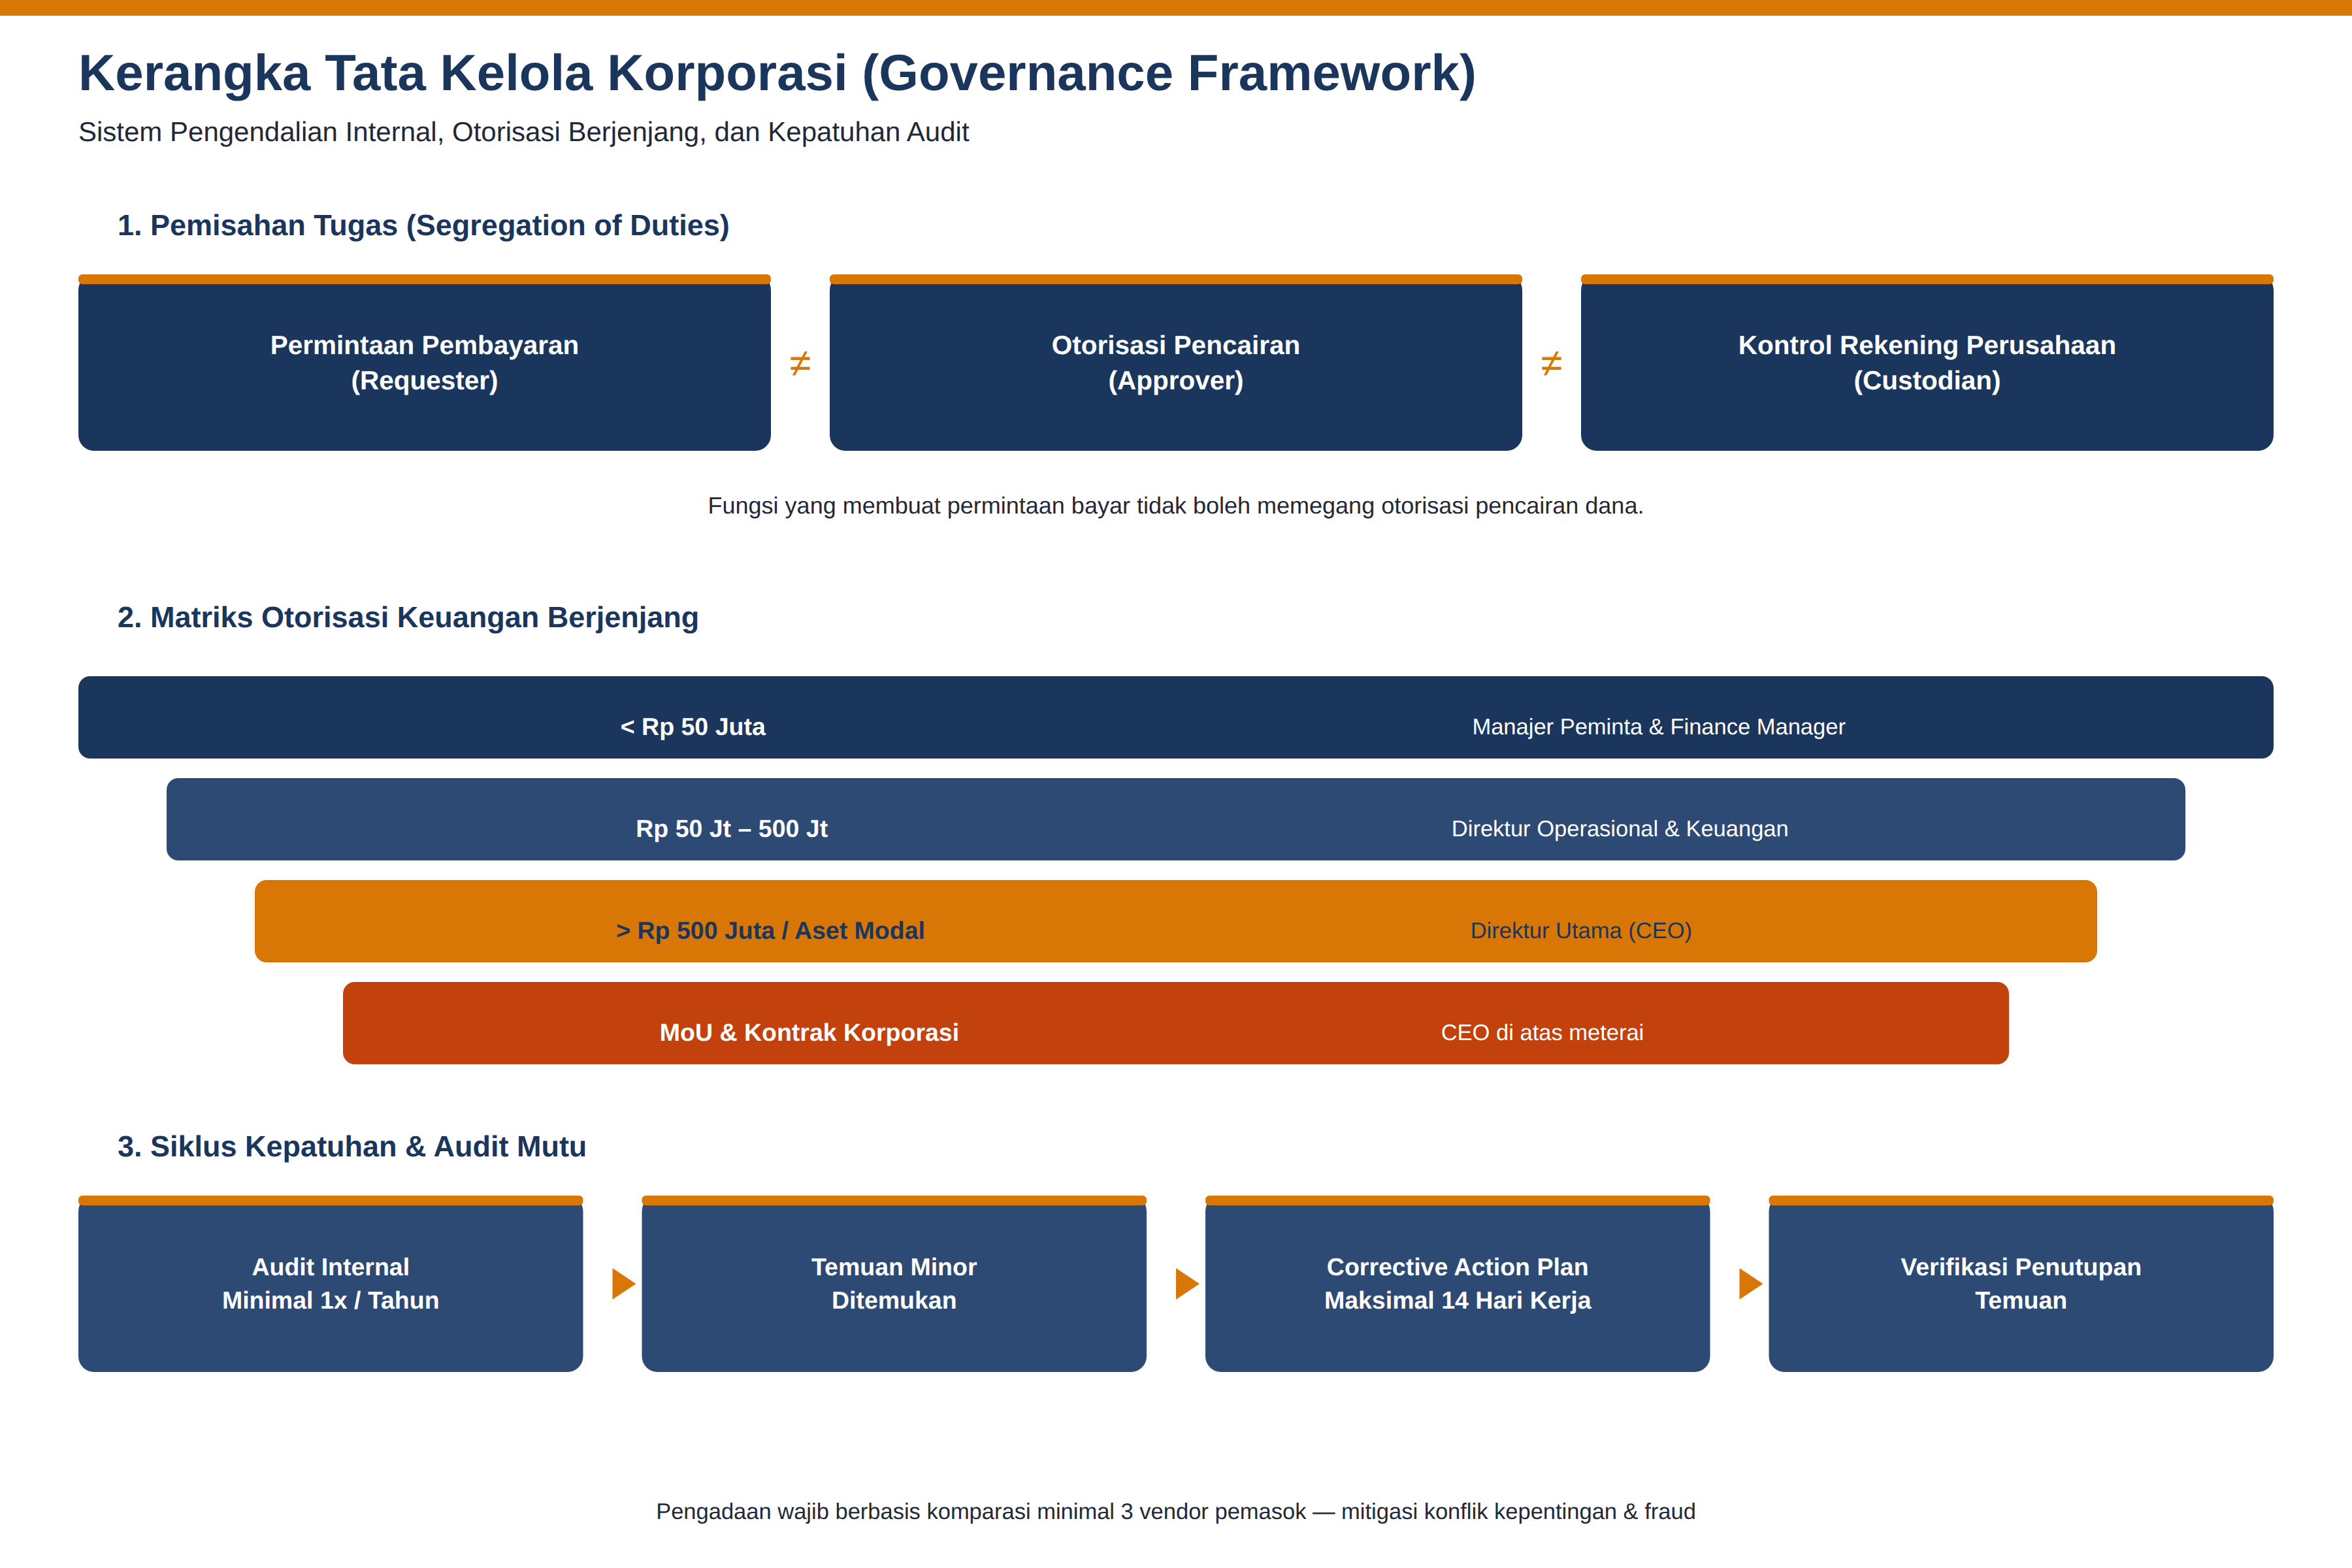 Kerangka Tata Kelola Korporasi (Governance Framework)
Sistem Pengendalian Internal, Otorisasi Berjenjang, dan Kepatuhan Audit
1. Pemisahan Tugas (Segregation of Duties)
Permintaan Pembayaran
(Requester)
≠
Otorisasi Pencairan
(Approver)
≠
Kontrol Rekening Perusahaan
(Custodian)
Fungsi yang membuat permintaan bayar tidak boleh memegang otorisasi pencairan dana.
2. Matriks Otorisasi Keuangan Berjenjang
< Rp 50 Juta
Manajer Peminta & Finance Manager
Rp 50 Jt – 500 Jt
Direktur Operasional & Keuangan
> Rp 500 Juta / Aset Modal
Direktur Utama (CEO)
MoU & Kontrak Korporasi
CEO di atas meterai
3. Siklus Kepatuhan & Audit Mutu
Audit Internal
Minimal 1x / Tahun
Temuan Minor
Ditemukan
Corrective Action Plan
Maksimal 14 Hari Kerja
Verifikasi Penutupan
Temuan
Pengadaan wajib berbasis komparasi minimal 3 vendor pemasok — mitigasi konflik kepentingan & fraud